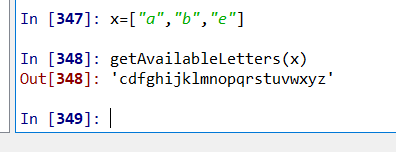 In [347]: x=["a","b","e"]
In [348]: getAvailableLetters(x)
Out[348]: 'cdfghijklmnopqrstuvwxyz'
In [349]: